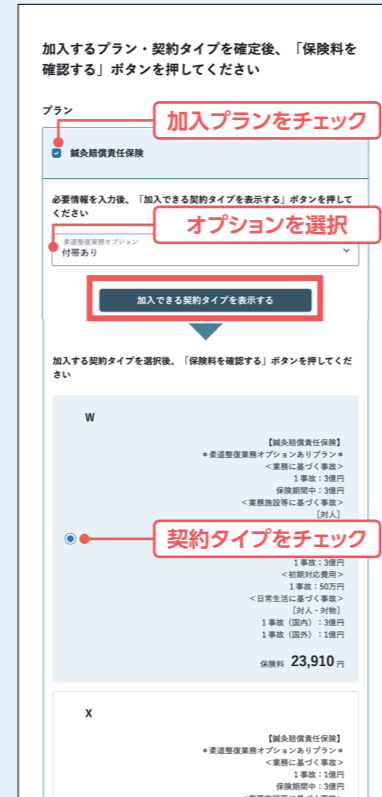 加入するプラン・契約タイプを確定後、「保険料を
確認する」ボタンを押してください
プラン
加入プランをチェック
鍼灸賠償責任保険
必要情報を入力後、「加入できる契約タイプを表示する」ボタンを押して
ください
オプションを選択
柔道整復業務オプション
付帯あり
加入できる契約タイプを表示する
加入する契約タイプを選択後、「保険料を確認する」ボタンを押してくだ
さい
W
【鍼灸賠償責任保険】
*柔道整復業務オプションありプラン*
<業務に基づく事故>
1事故:3億円
保険期間中:3億円
<業務施設等に基づく事故>
[対人]
契約タイプをチェック
1事故:3億円
<初期対応費用>
1事故:50万円
<日常生活に基づく事故>
[対人・対物]
1事故(国内):3億円
1事故(国外):1億円
保険料 23,910 円
X
【鍼灸賠償責任保険】
*柔道整復業務オプションありプラン*
<業務に基づく事故>
1事故:1億円
保険期間中:3億円